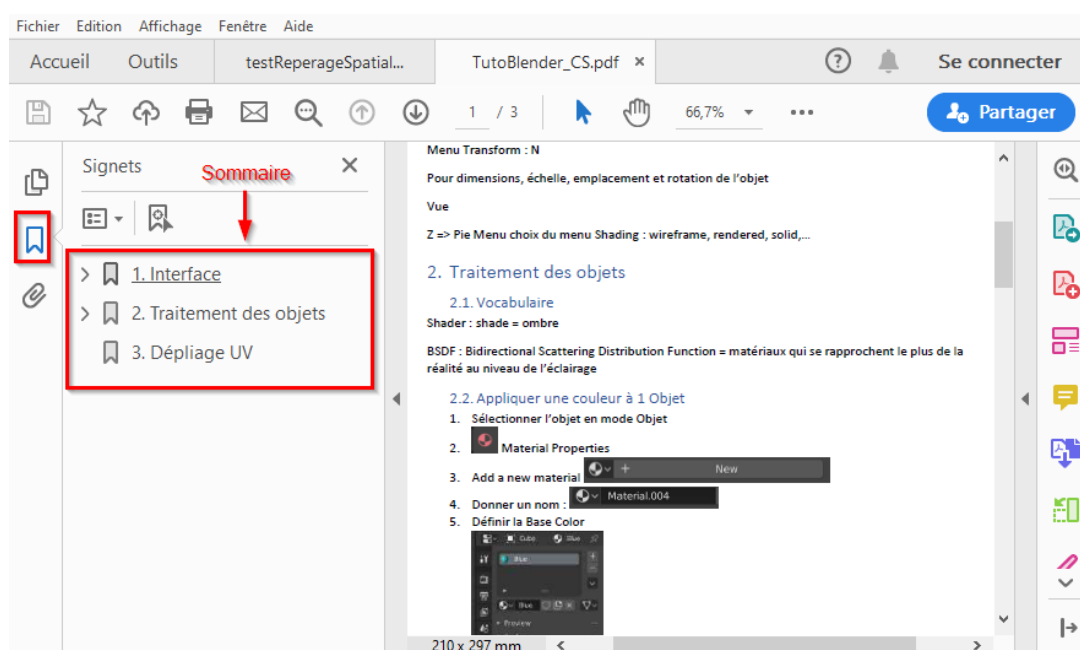 Fichier Edition Affichage Fenêtre Aide
Accueil Outils testReperageSpatial... TutoBlender_CS.pdf × Se connecter
1 / 3 66,7% Partager
Signets
Sommaire
1. Interface
2. Traitement des objets
3. Dépliage UV
Menu Transform : N
Pour dimensions, échelle, emplacement et rotation de l'objet
Vue
Z => Pie Menu choix du menu Shading : wireframe, rendered, solid,...
2. Traitement des objets
2.1. Vocabulaire
Shader : shade = ombre
BSDF : Bidirectional Scattering Distribution Function = matériaux qui se rapprochent le plus de la
réalité au niveau de l'éclairage
2.2. Appliquer une couleur à 1 Objet
1. Sélectionner l'objet en mode Objet
2. Material Properties
3. Add a new material + New
4. Donner un nom : Material.004
5. Définir la Base Color
Cube Blue
Blue
Blue
Preview
210 x 297 mm